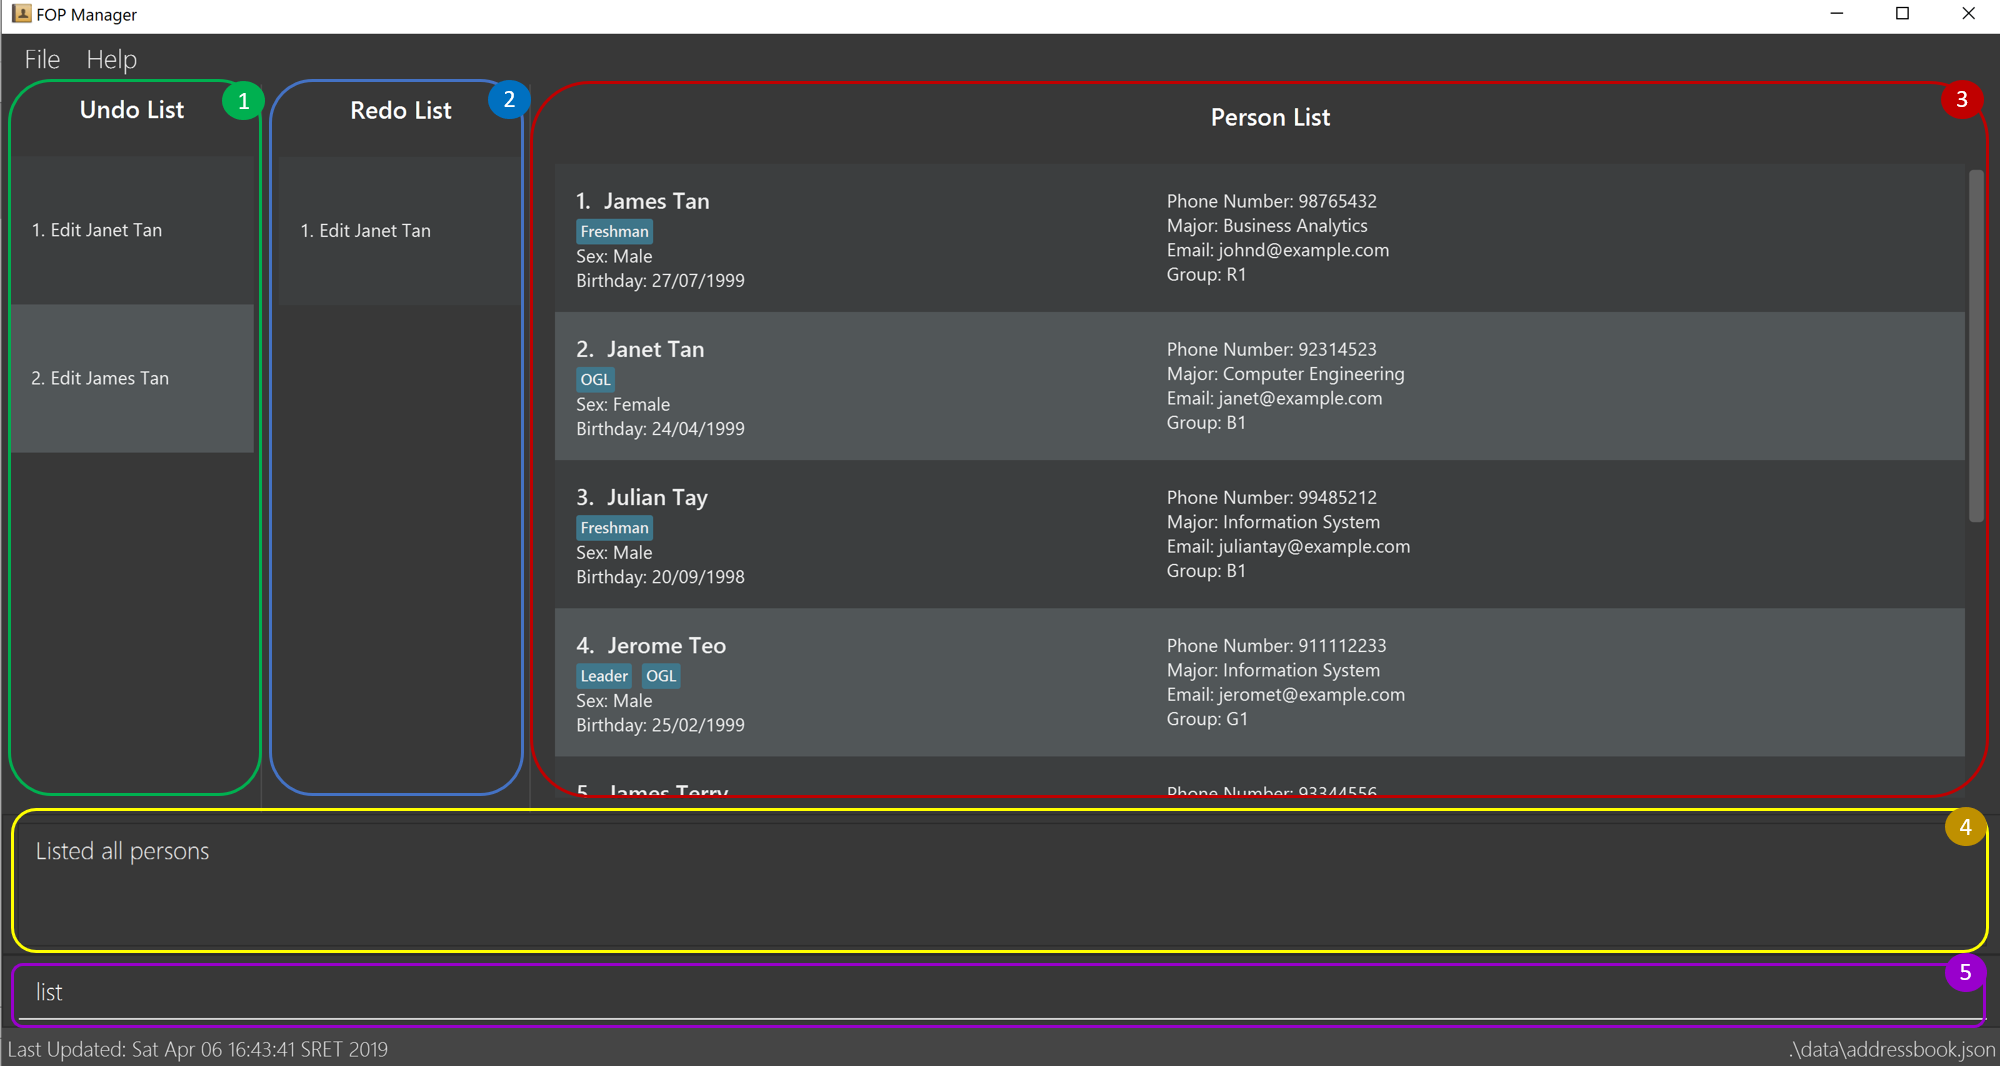 FOP Manager
File Help
Undo List
1
Redo List
2
Person List
3
1. Edit Janet Tan
2. Edit James Tan
1. Edit Janet Tan
1. James Tan
Freshman
Sex: Male
Birthday: 27/07/1999
Phone Number: 98765432
Major: Business Analytics
Email: johnd@example.com
Group: R1
2. Janet Tan
OGL
Sex: Female
Birthday: 24/04/1999
Phone Number: 92314523
Major: Computer Engineering
Email: janet@example.com
Group: B1
3. Julian Tay
Freshman
Sex: Male
Birthday: 20/09/1998
Phone Number: 99485212
Major: Information System
Email: juliantay@example.com
Group: B1
4. Jerome Teo
Leader OGL
Sex: Male
Birthday: 25/02/1999
Phone Number: 911112233
Major: Information System
Email: jeromet@example.com
Group: G1
5. James Terry
Phone Number: 93344556
Listed all persons
4
list
5
Last Updated: Sat Apr 06 16:43:41 SRET 2019
.\data\addressbook.json